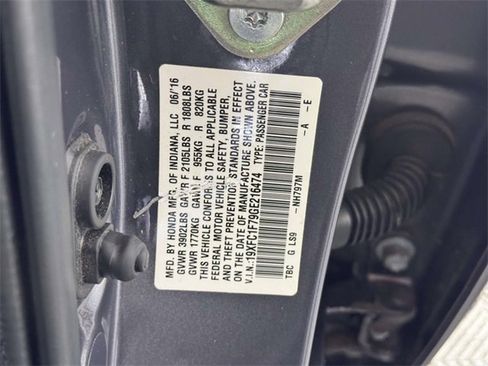 MFD. BY HONDA MFG. OF INDIANA, LLC 06/16
GVWR 3902LBS GAWR F 2105LBS R 1808LBS
GVWR 1770KG GAWR F 955KG R 820KG
THIS VEHICLE CONFORMS TO ALL APPLICABLE
FEDERAL MOTOR VEHICLE SAFETY, BUMPER,
AND THEFT PREVENTION STANDARDS IN EFFECT
ON THE DATE OF MANUFACTURE SHOWN ABOVE.
V.I.N.:19XFC1F79GE216474 TYPE: PASSENGER CAR
NH797M -A -E
TBC G LS9